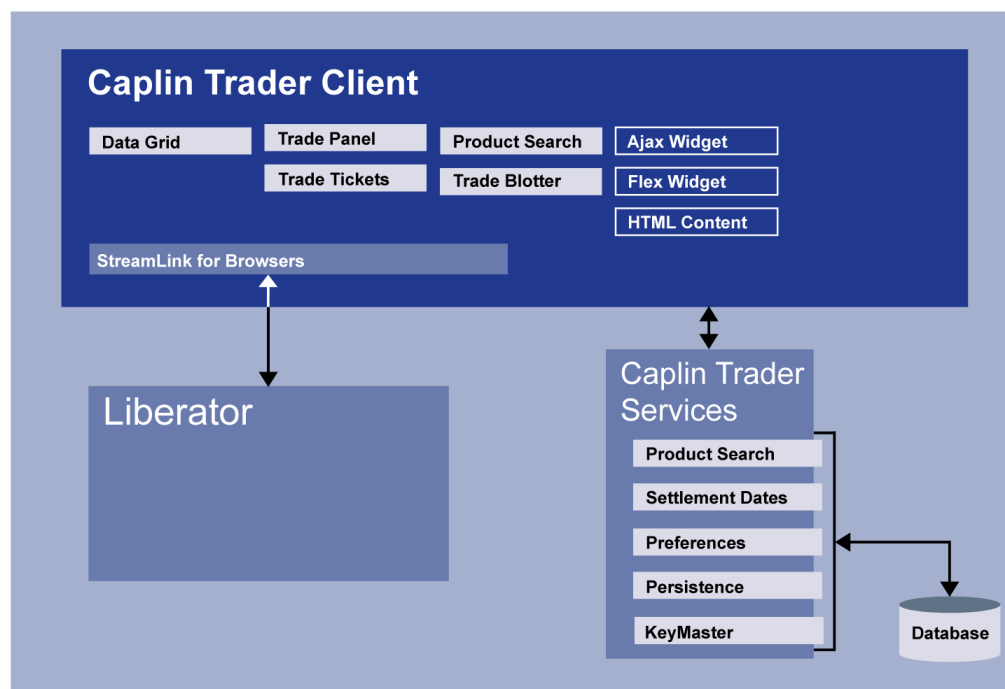 Caplin Trader Client
Data Grid
Trade Panel
Product Search
Ajax Widget
Trade Tickets
Trade Blotter
Flex Widget
HTML Content
StreamLink for Browsers
Liberator
Caplin Trader
Services
Product Search
Settlement Dates
Preferences
Persistence
KeyMaster
Database